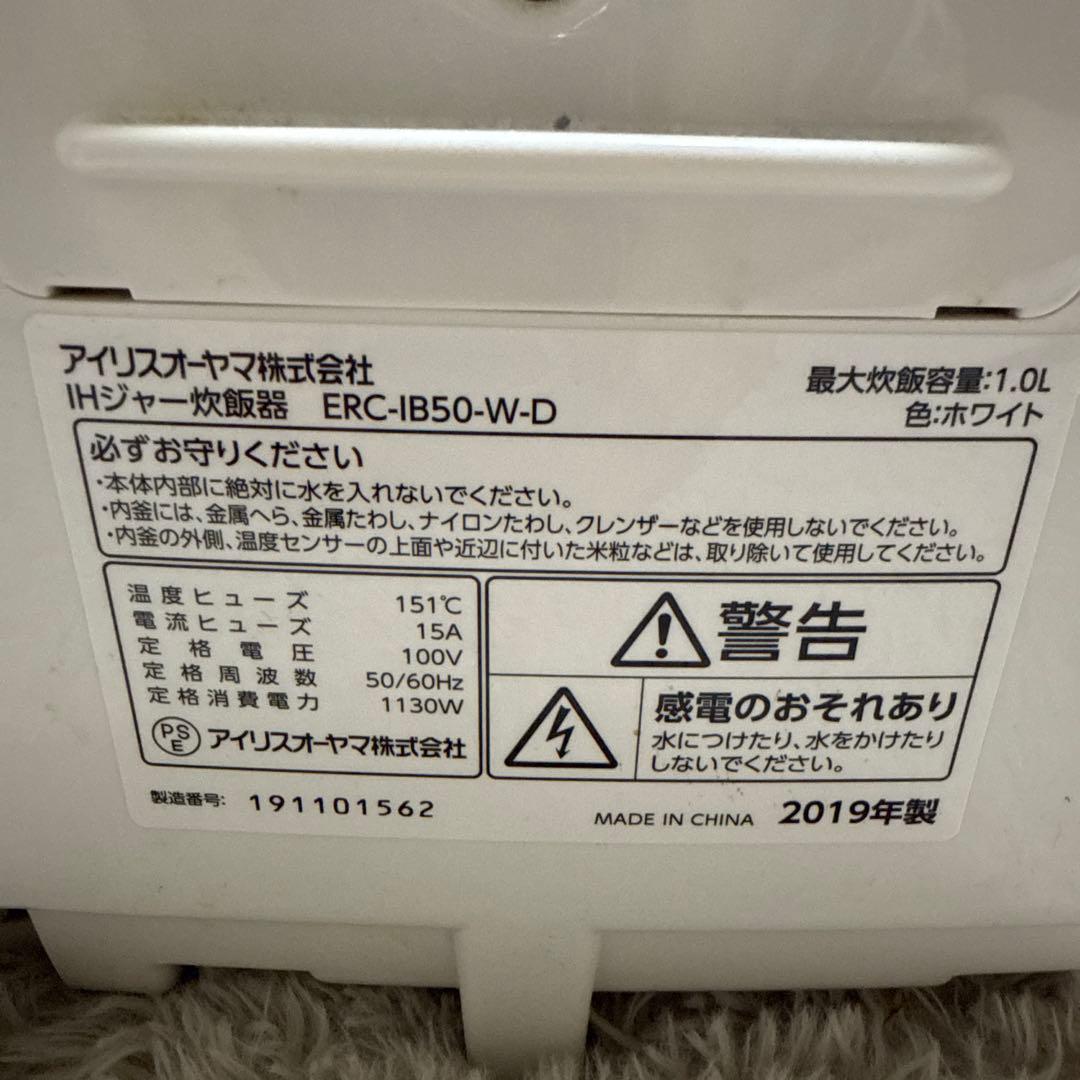 アイリスオーヤマ株式会社
IHジャー炊飯器 ERC-IB50-W-D
最大炊飯容量:1.0L
色:ホワイト
必ずお守りください
・本体内部に絶対に水を入れないでください。
・内釜には、金属へら、金属たわし、ナイロンたわし、クレンザーなどを使用しないでください。
・内釜の外側、温度センサーの上面や近辺に付いた米粒などは、取り除いて使用してください。
温度ヒューズ 151℃
電流ヒューズ 15A
定格電圧 100V
定格周波数 50/60Hz
定格消費電力 1130W
PSE アイリスオーヤマ株式会社
警告
感電のおそれあり
水につけたり、水をかけたり
しないでください。
製造番号: 191101562
MADE IN CHINA 2019年製